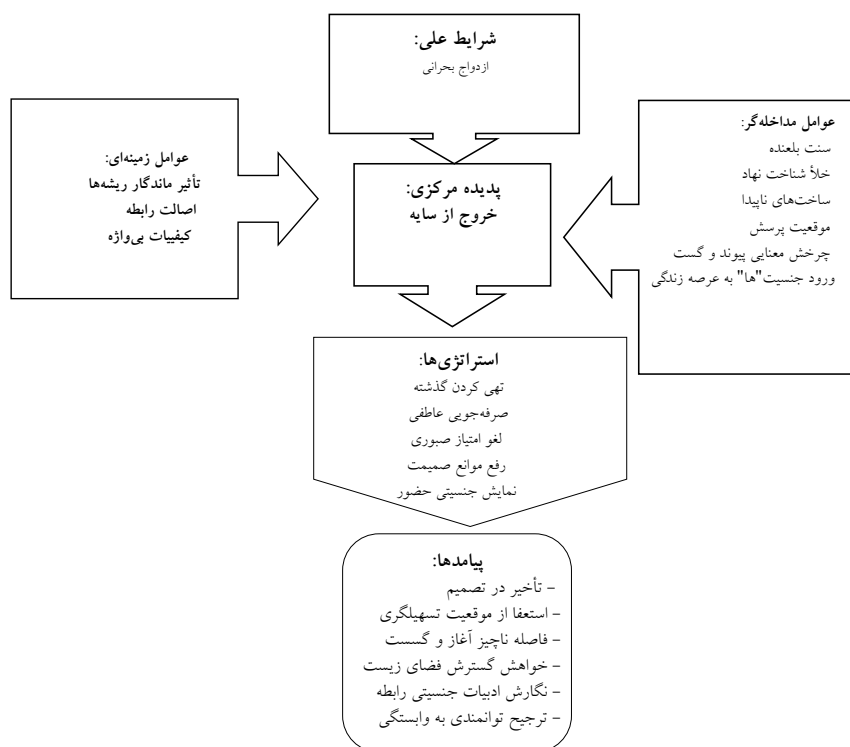 شرایط علی:
ازدواج بحرانی
عوامل مداخله‌گر:
سنت بلعنده
خلأ شناخت نهاد
ساخت‌های ناپیدا
موقعیت پرسش
چرخش معنایی پیوند و گست
ورود جنسیت"ها" به عرصه زندگی
عوامل زمینه‌ای:
تأثیر ماندگار ریشه‌ها
اصالت رابطه
کیفییات بی‌واژه
پدیده مرکزی:
خروج از سایه
استراتژی‌ها:
تهی کردن گذشته
صرفه‌جویی عاطفی
لغو امتیاز صبوری
رفع موانع صمیمت
نمایش جنسیتی حضور
پیامدها:
- تأخیر در تصمیم
- استعفا از موقعیت تسهیلگری
- فاصله ناچیز آغاز و گسست
- خواهش گسترش فضای زیست
- نگارش ادبیات جنسیتی رابطه
- ترجیح توانمندی به وابستگی